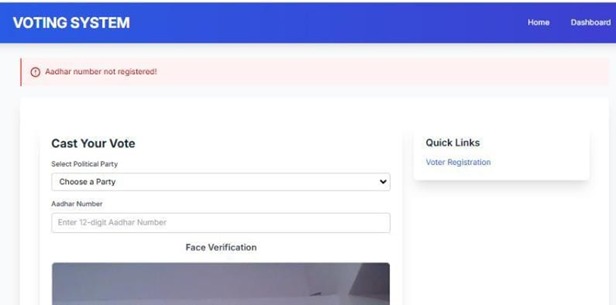 VOTING SYSTEM
Home
Dashboard
Aadhar number not registered!
Cast Your Vote
Select Political Party
Choose a Party
Aadhar Number
Enter 12-digit Aadhar Number
Face Verification
Quick Links
Voter Registration